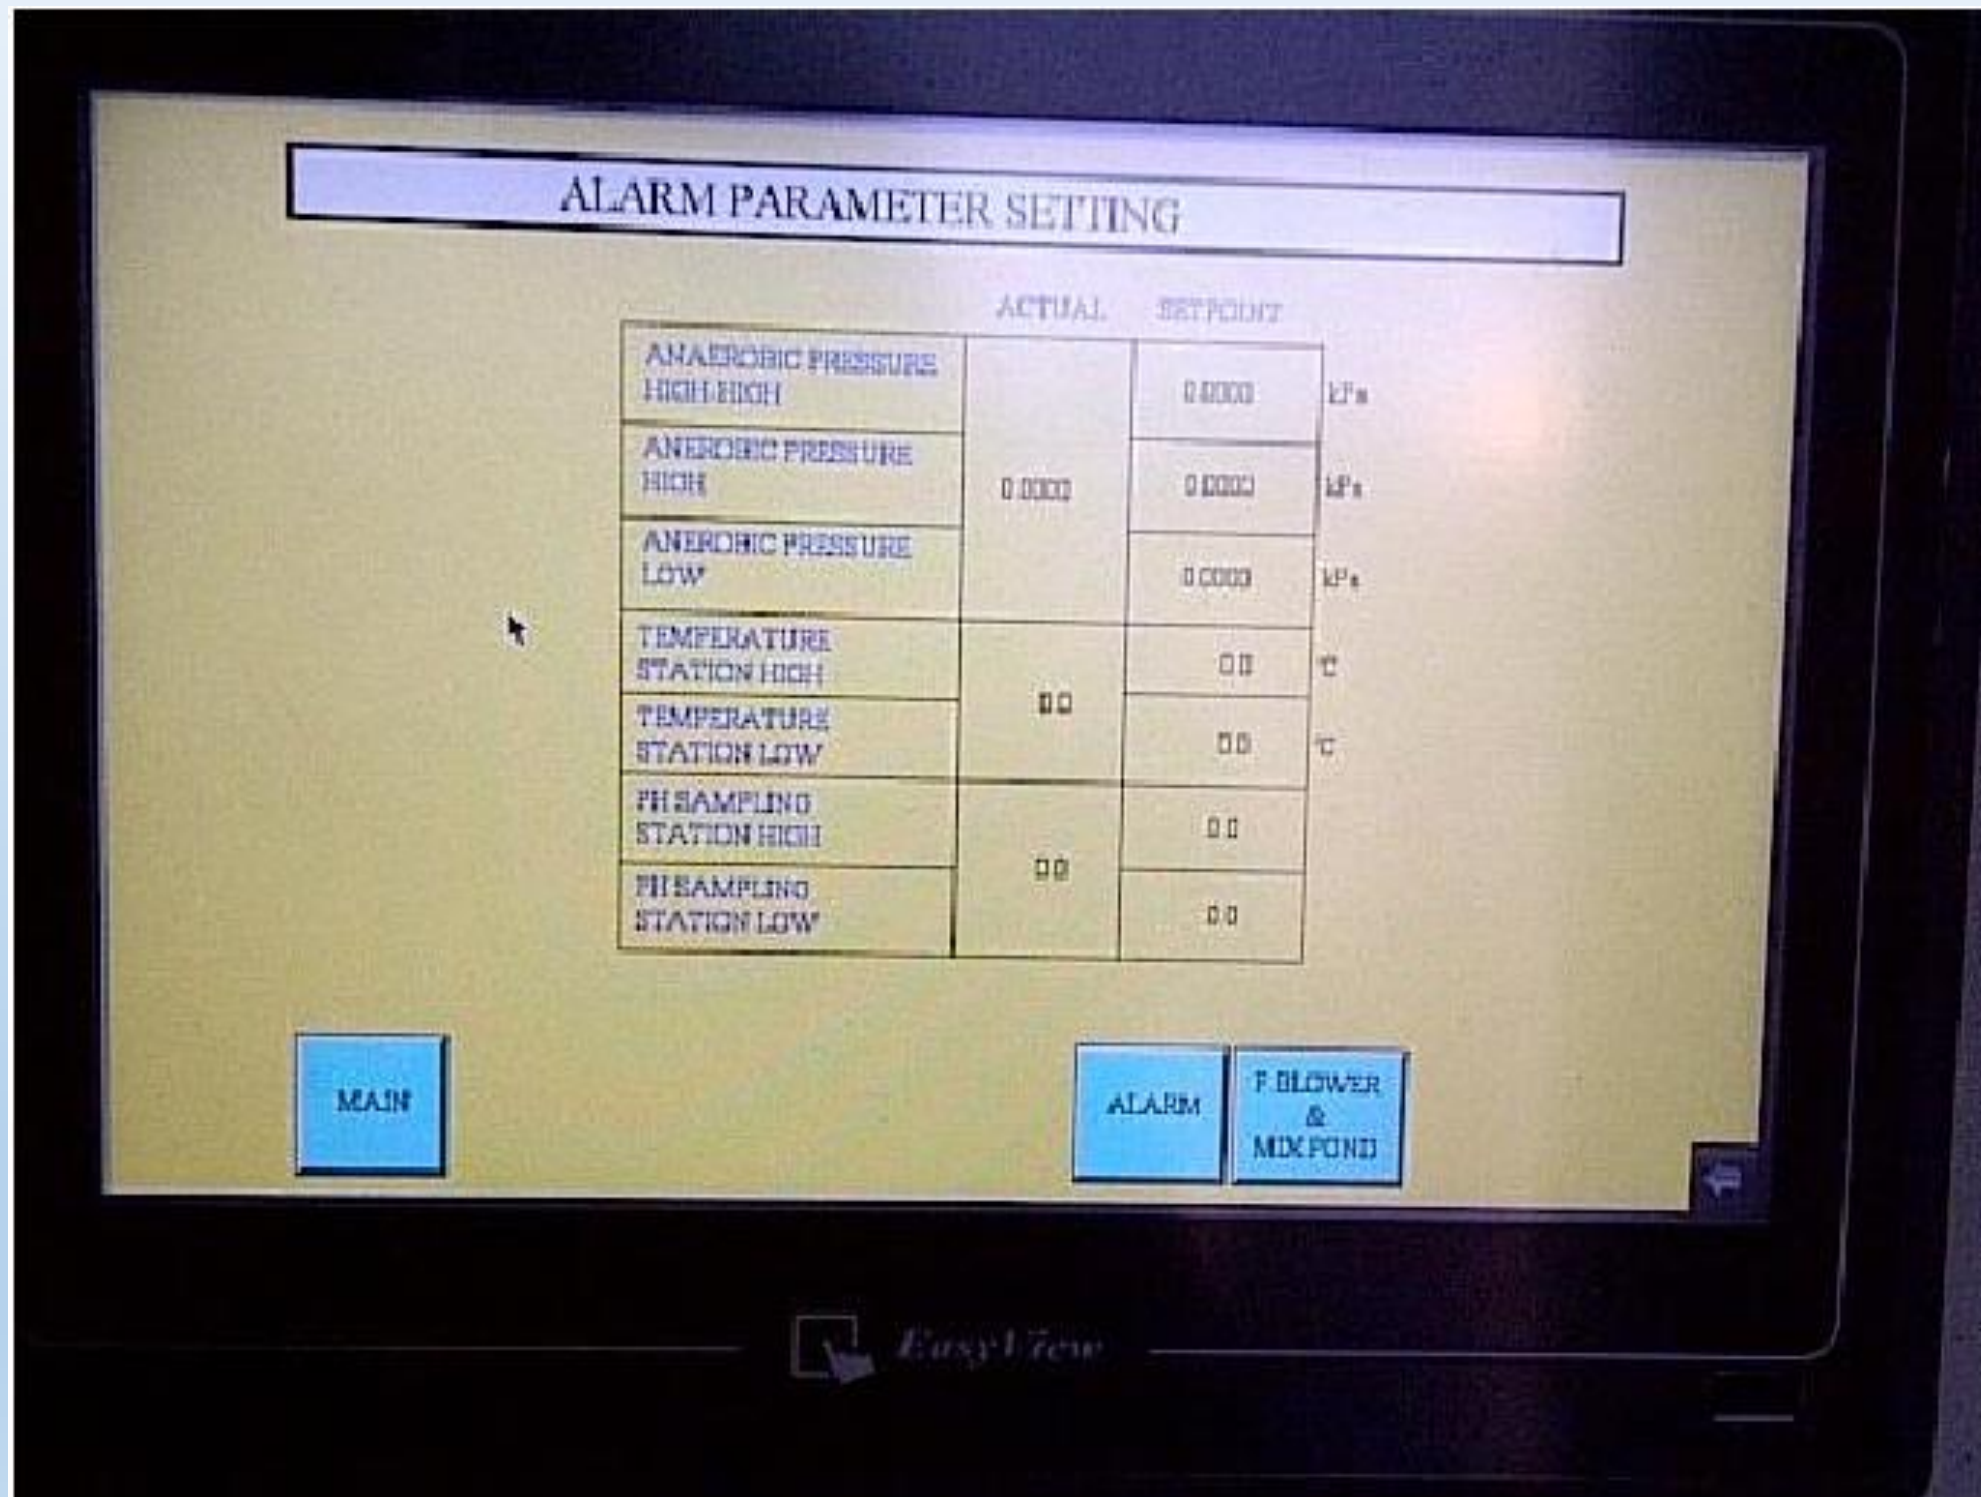 ALARM PARAMETER SETTING
ACTUAL SETPOINT
ANAEROBIC PRESSURE
HIGH-HIGH
0.0000 kPa
ANEROBIC PRESSURE
HIGH
0.0000 0.0000 kPa
ANEROBIC PRESSURE
LOW
0.0000 kPa
TEMPERATURE
STATION HIGH
0.0 °C
0.0
TEMPERATURE
STATION LOW
0.0 °C
PH SAMPLING
STATION HIGH
0.0
0.0
PH SAMPLING
STATION LOW
0.0
MAIN
ALARM
F BLOWER
&
MIX POND
EasyView